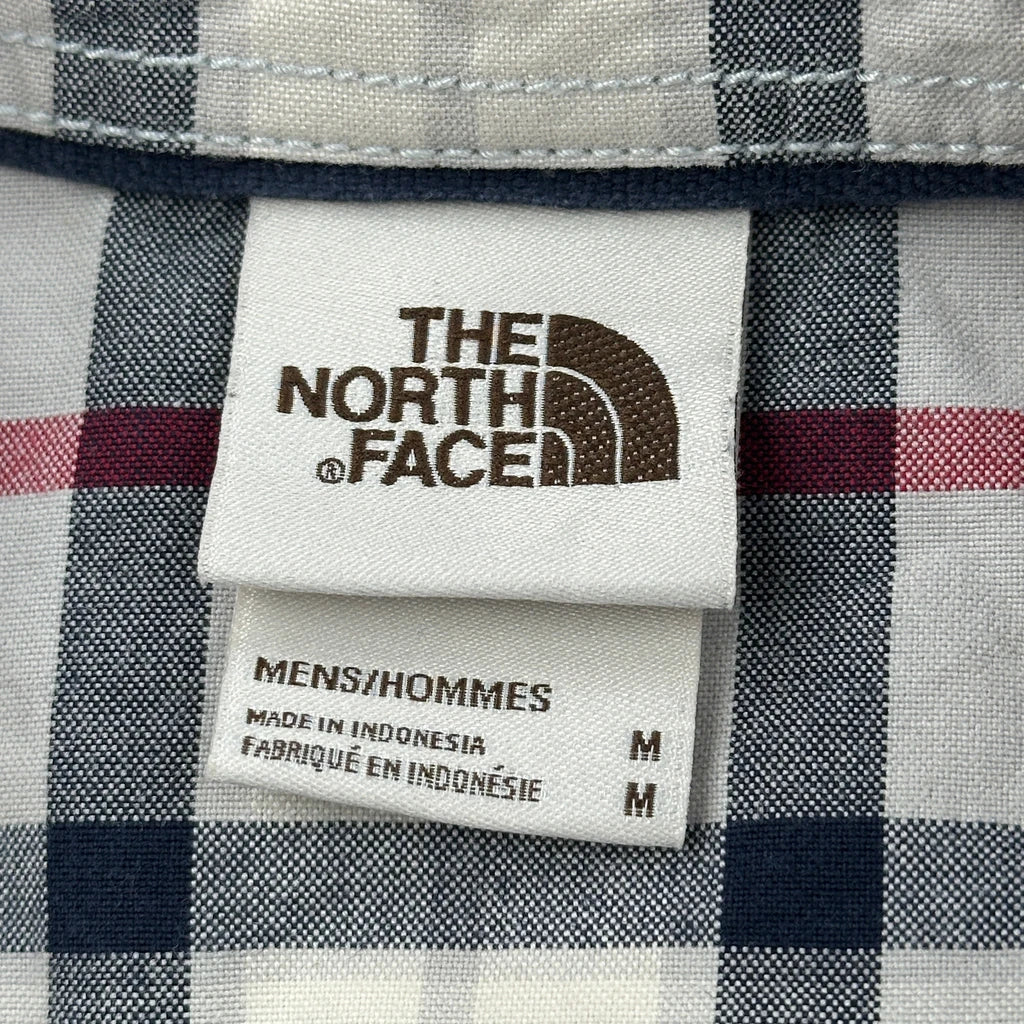 THE
NORTH
®FACE
MENS/HOMMES
MADE IN INDONESIA M
FABRIQUÉ EN INDONÉSIE M